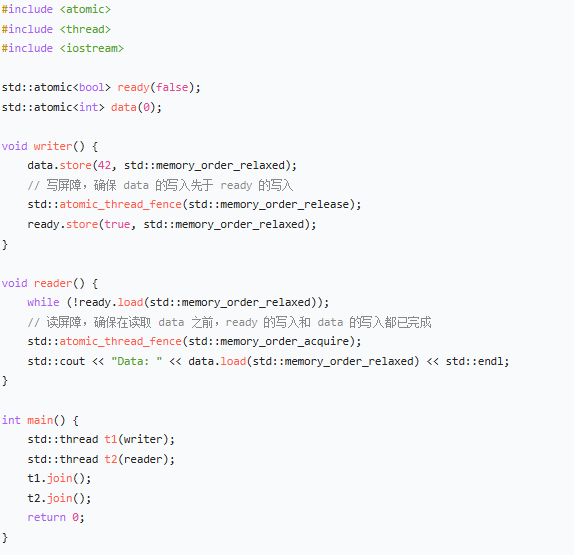 #include <atomic>
#include <thread>
#include <iostream>
std::atomic<bool> ready(false);
std::atomic<int> data(0);
void writer() {
    data.store(42, std::memory_order_relaxed);
    // 写屏障，确保 data 的写入先于 ready 的写入
    std::atomic_thread_fence(std::memory_order_release);
    ready.store(true, std::memory_order_relaxed);
}
void reader() {
    while (!ready.load(std::memory_order_relaxed));
    // 读屏障，确保在读取 data 之前，ready 的写入和 data 的写入都已完成
    std::atomic_thread_fence(std::memory_order_acquire);
    std::cout << "Data: " << data.load(std::memory_order_relaxed) << std::endl;
}
int main() {
    std::thread t1(writer);
    std::thread t2(reader);
    t1.join();
    t2.join();
    return 0;
}